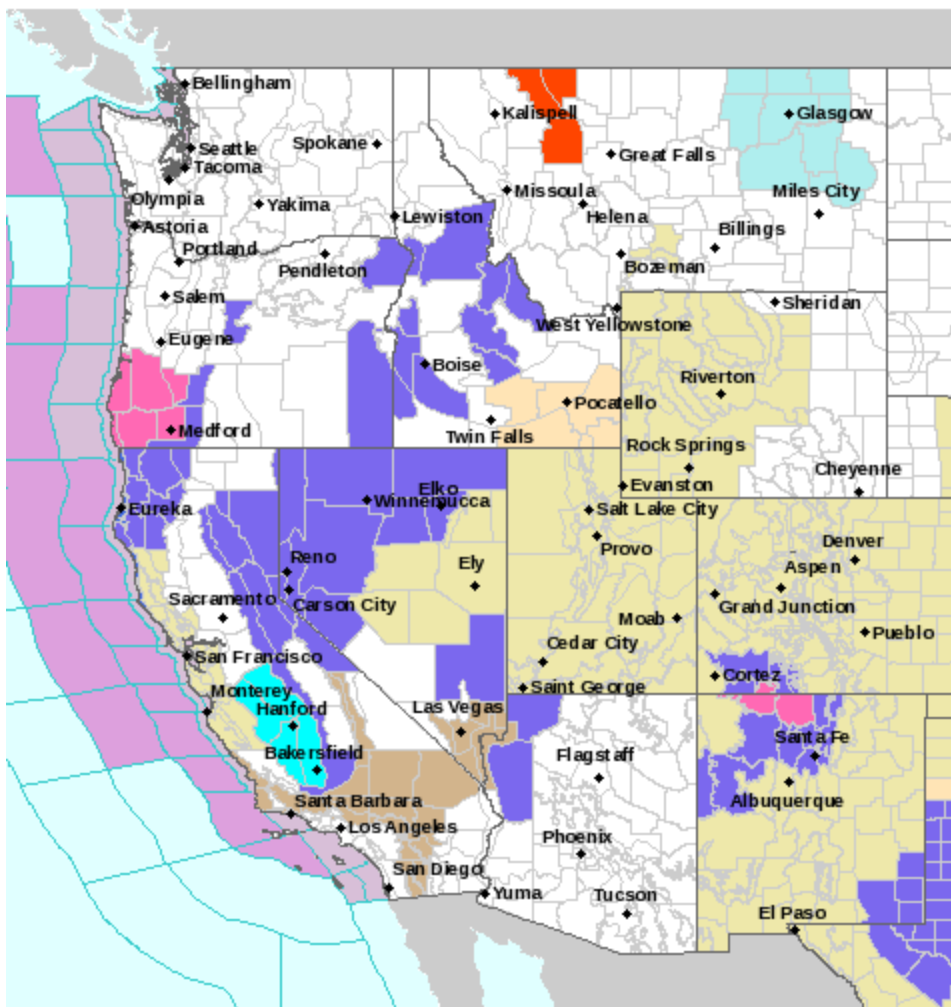 Bellingham
Kalispell
Glasgow
Seattle
Spokane
Great Falls
Tacoma
Missoula
Miles City
Olympia
Yakima
Lewiston
Helena
Astoria
Billings
Portland
Pendleton
Bozeman
Salem
Sheridan
West Yellowstone
Eugene
Boise
Riverton
Pocatello
Medford
Twin Falls
Rock Springs
Cheyenne
Elko
Evanston
Winnemucca
Eureka
Salt Lake City
Denver
Provo
Reno
Ely
Aspen
Sacramento
Carson City
Grand Junction
Moab
Pueblo
Cedar City
San Francisco
Cortez
Saint George
Monterey
Hanford
Las Vegas
Santa Fe
Bakersfield
Flagstaff
Santa Barbara
Albuquerque
Los Angeles
Phoenix
San Diego
Yuma
Tucson
El Paso